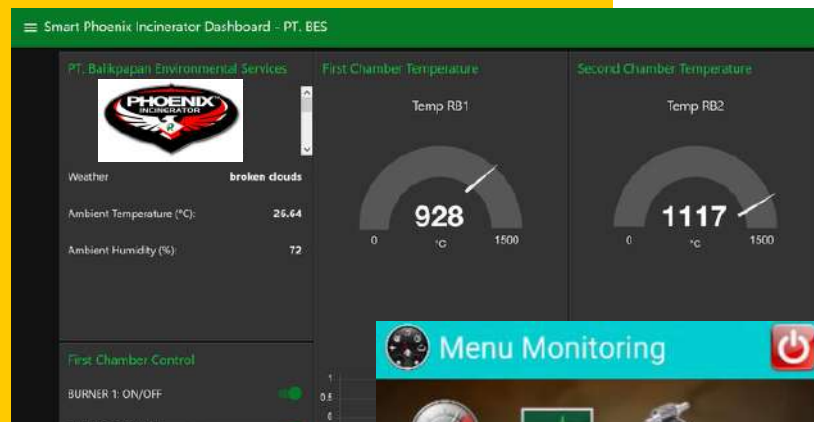 Smart Phoenix Incinerator Dashboard - PT. BES
PT. Balikpapan Environmental Services
PHOENIX
INCINERATOR
Weather broken clouds
Ambient Temperature (°C): 26.64
Ambient Humidity (%): 72
First Chamber Temperature
Temp RB1
928
0 °C 1500
Second Chamber Temperature
Temp RB2
1117
0 °C 1500
First Chamber Control
BURNER 1: ON/OFF
1
0.5
0
Menu Monitoring